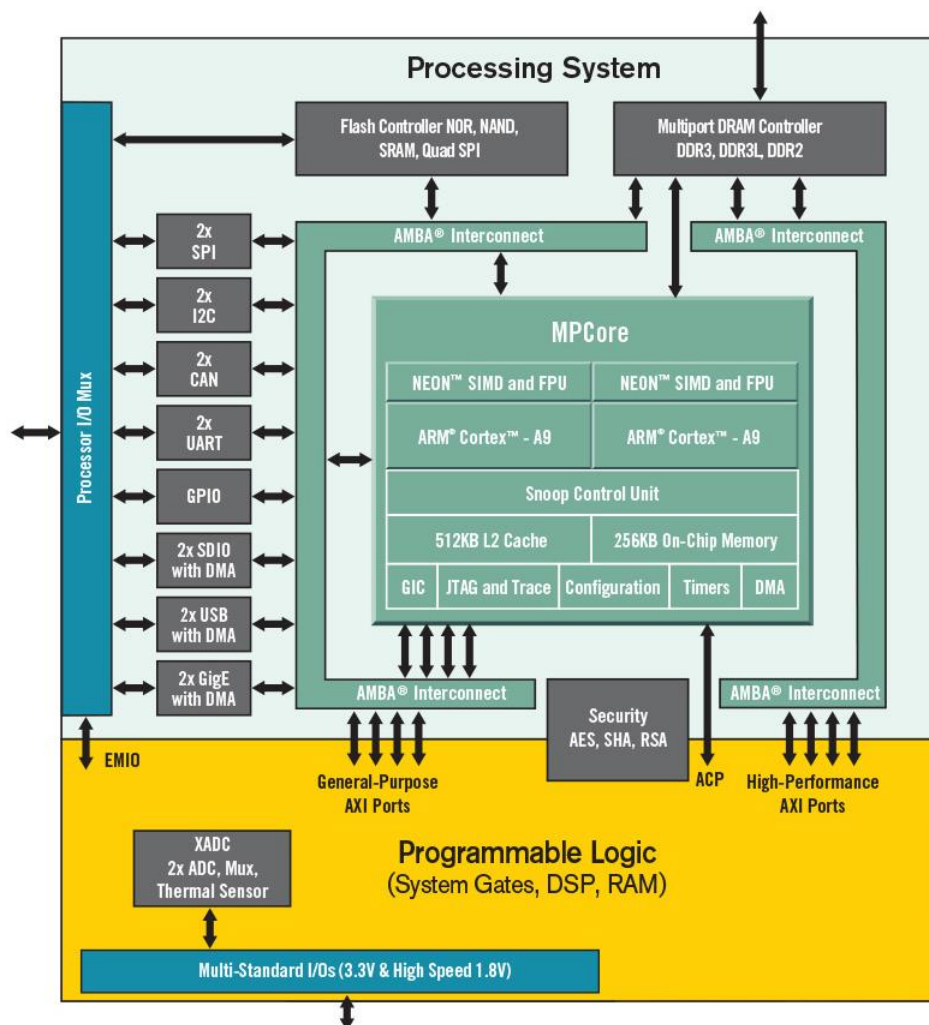 Processing System
Flash Controller NOR, NAND,
SRAM, Quad SPI
Multiport DRAM Controller
DDR3, DDR3L, DDR2
AMBA® Interconnect
AMBA® Interconnect
Processor I/O Mux
2x
SPI
2x
I2C
2x
CAN
2x
UART
GPIO
2x SDIO
with DMA
2x USB
with DMA
2x GigE
with DMA
MPCore
NEON™ SIMD and FPU
NEON™ SIMD and FPU
ARM® Cortex™ - A9
ARM® Cortex™ - A9
Snoop Control Unit
512KB L2 Cache
256KB On-Chip Memory
GIC
JTAG and Trace
Configuration
Timers
DMA
AMBA® Interconnect
AMBA® Interconnect
Security
AES, SHA, RSA
EMIO
General-Purpose
AXI Ports
ACP
High-Performance
AXI Ports
XADC
2x ADC, Mux,
Thermal Sensor
Programmable Logic
(System Gates, DSP, RAM)
Multi-Standard I/Os (3.3V & High Speed 1.8V)